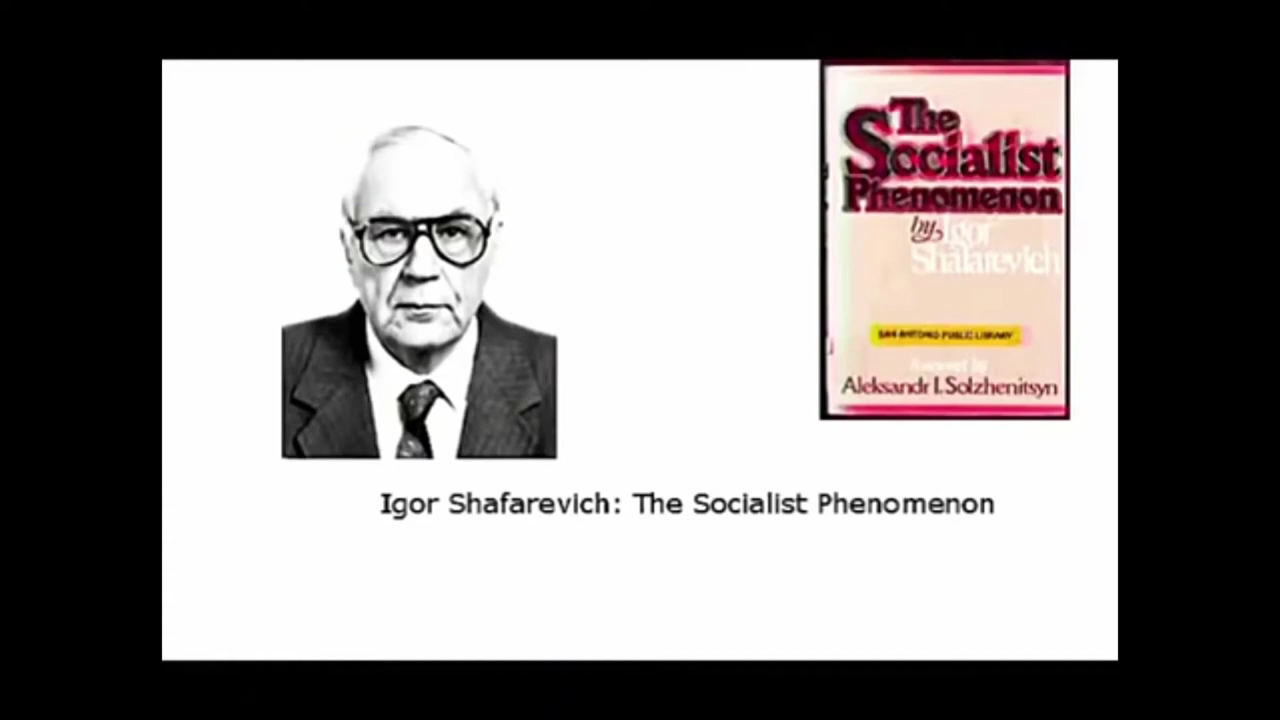 The
Socialist
Phenomenon
by Igor
Shafarevich
SAN ANTONIO PUBLIC LIBRARY
Foreword by
Aleksandr I. Solzhenitsyn
Igor Shafarevich: The Socialist Phenomenon